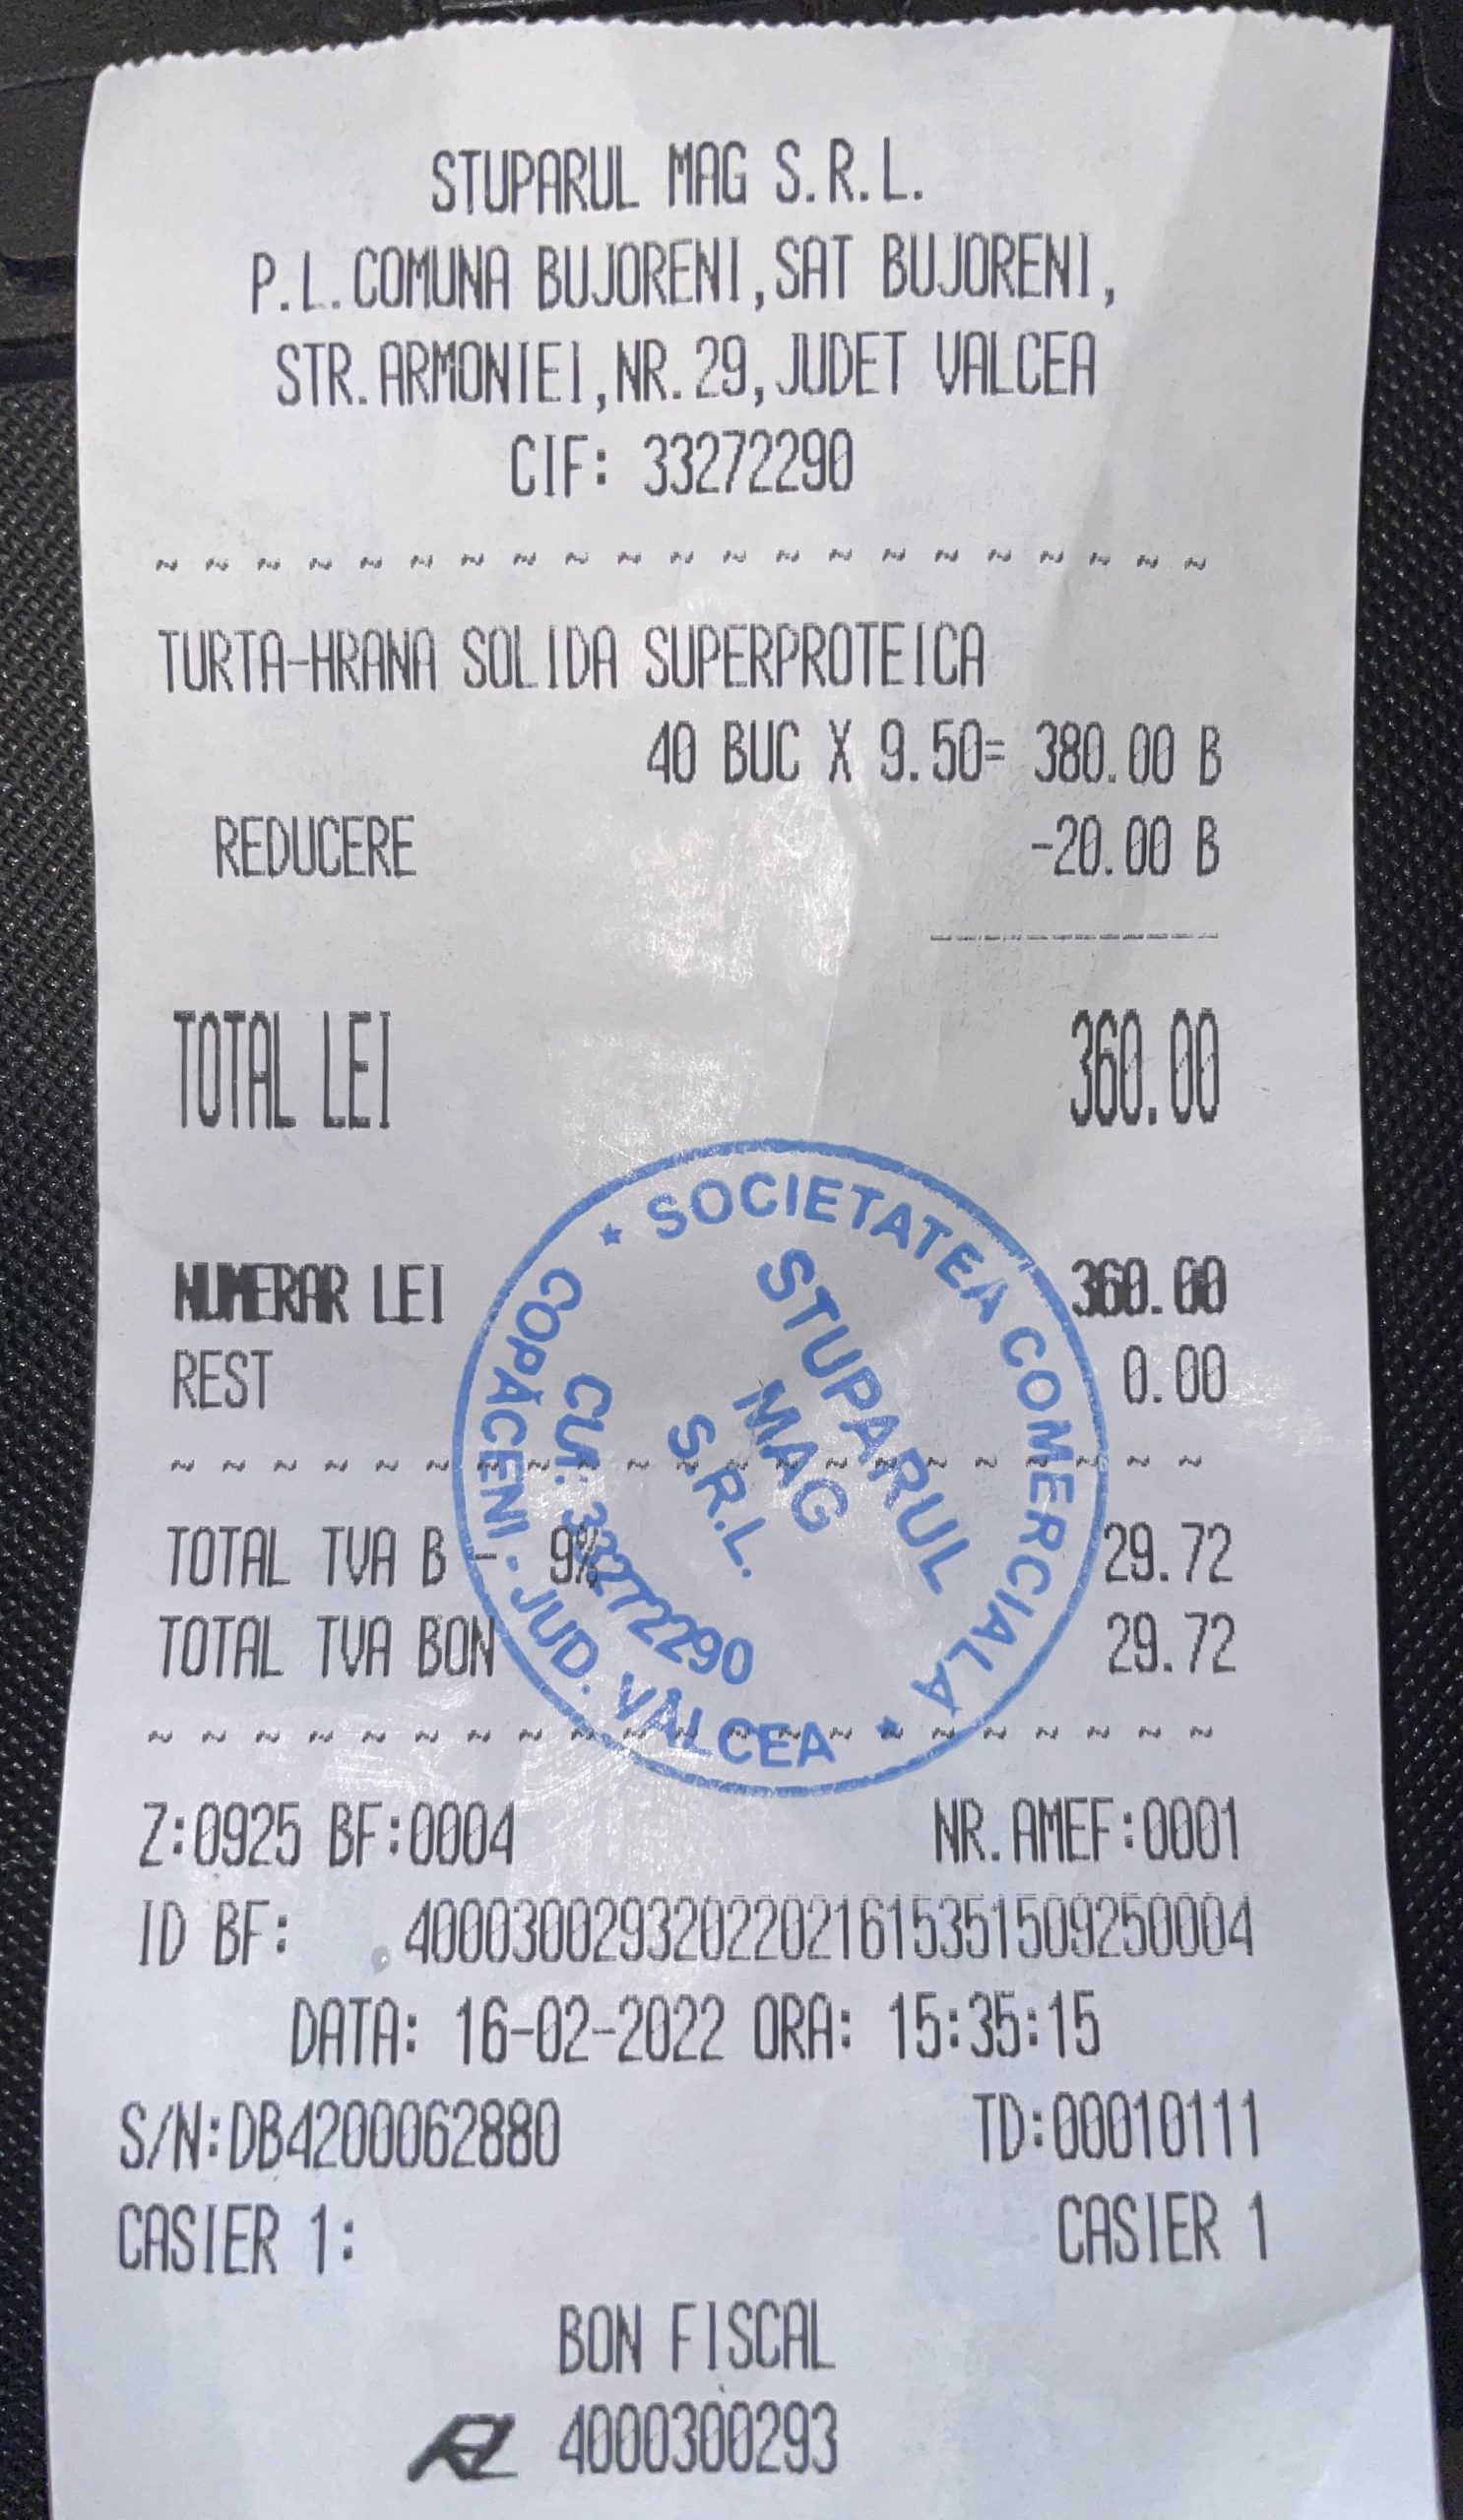 STUPARUL MAG S.R.L.
P.L.COMUNA BUJORENI,SAT BUJORENI,
STR.ARMONIEI,NR.29,JUDET VALCEA
CIF: 33272290
~ ~ ~ ~ ~ ~ ~ ~ ~ ~ ~ ~ ~ ~ ~ ~ ~ ~ ~ ~ ~
TURTA-HRANA SOLIDA SUPERPROTEICA
40 BUC X 9.50= 380.00 B
REDUCERE -20.00 B
-----------
TOTAL LEI 360.00
NUMERAR LEI 360.00
REST 0.00
~ ~ ~ ~ ~ ~ ~ ~ ~ ~ ~ ~ ~ ~ ~ ~ ~ ~ ~ ~ ~
TOTAL TVA B - 9% 29.72
TOTAL TVA BON 29.72
~ ~ ~ ~ ~ ~ ~ ~ ~ ~ ~ ~ ~ ~ ~ ~ ~ ~ ~ ~ ~
Z:0925 BF:0004 NR.AMEF:0001
ID BF: 40003002932022021615351509250004
DATA: 16-02-2022 ORA: 15:35:15
S/N:DB4200062880 TD:00010111
CASIER 1: CASIER 1
BON FISCAL
4000300293
* SOCIETATEA COMERCIALĂ *
COPĂCENI - JUD. VÂLCEA
STUPARUL
MAG
S.R.L.
CUI: 33272290